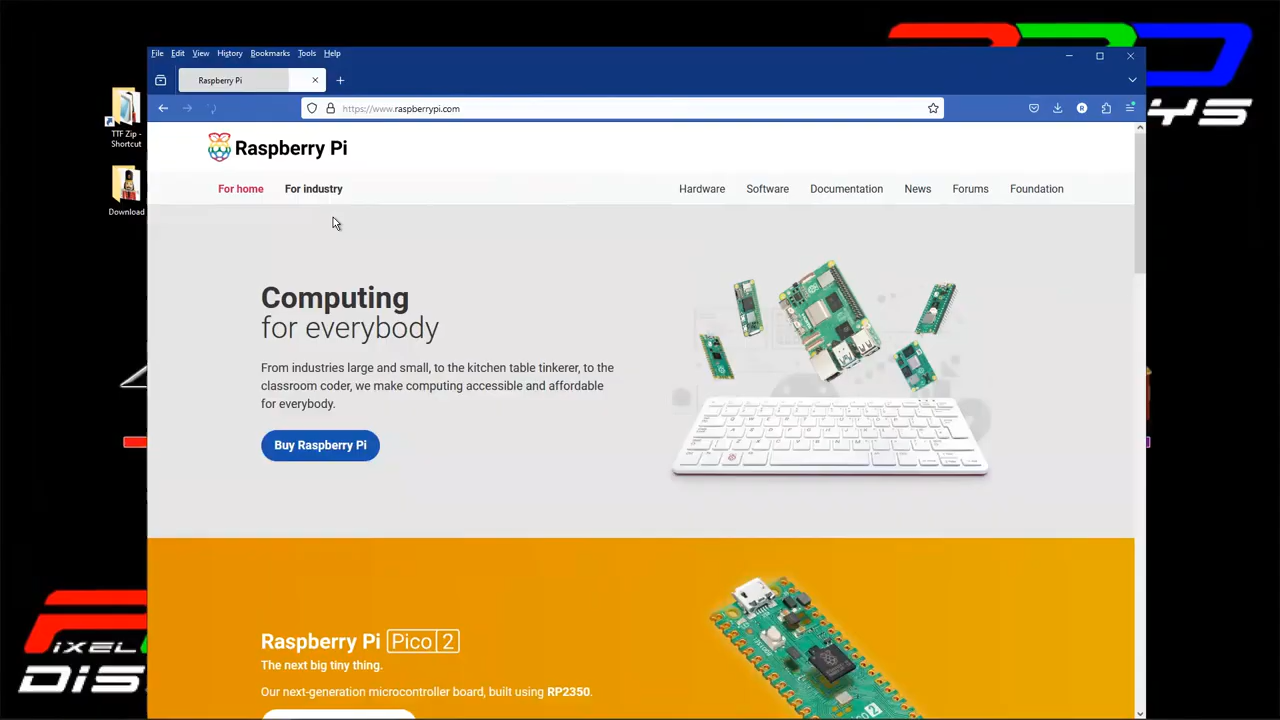 File Edit View History Bookmarks Tools Help
Raspberry Pi
https://www.raspberrypi.com
TTF Zip -
Shortcut
Download
Raspberry Pi
For home For industry Hardware Software Documentation News Forums Foundation
Computing
for everybody
From industries large and small, to the kitchen table tinkerer, to the
classroom coder, we make computing accessible and affordable
for everybody.
Buy Raspberry Pi
Raspberry Pi Pico 2
The next big tiny thing.
Our next-generation microcontroller board, built using RP2350.